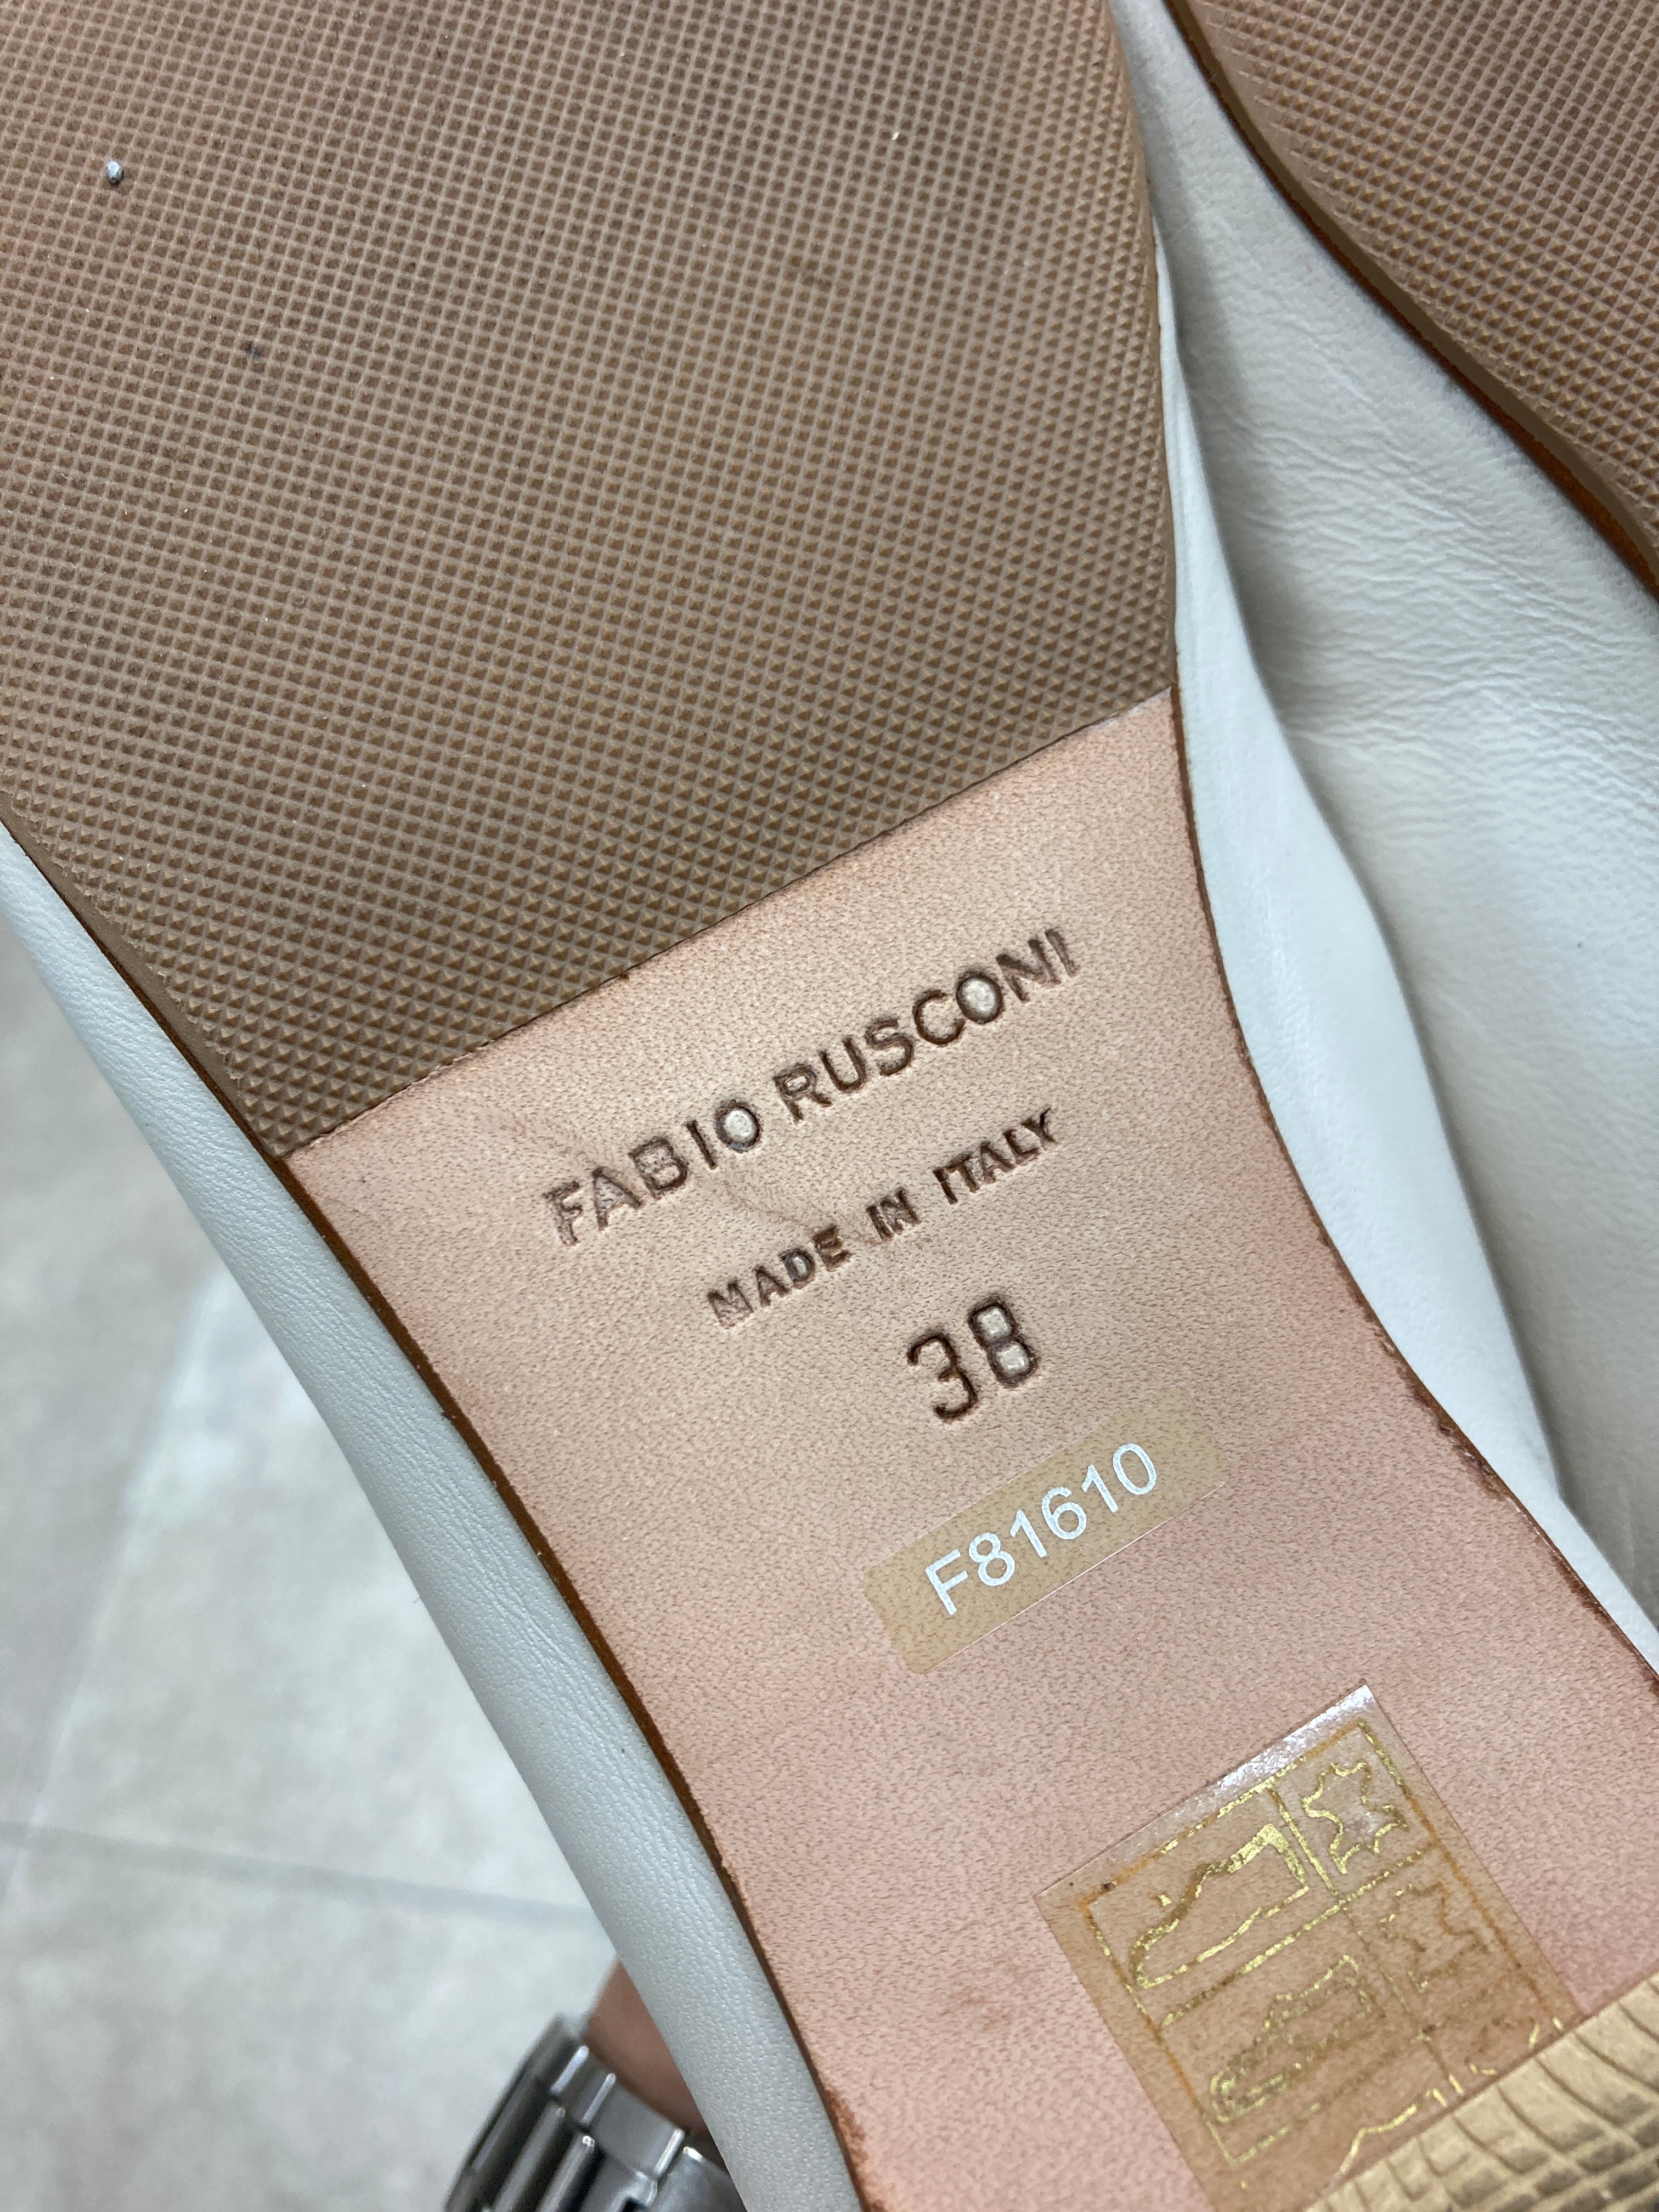 FABIO RUSCONI
MADE IN ITALY
38
F81610